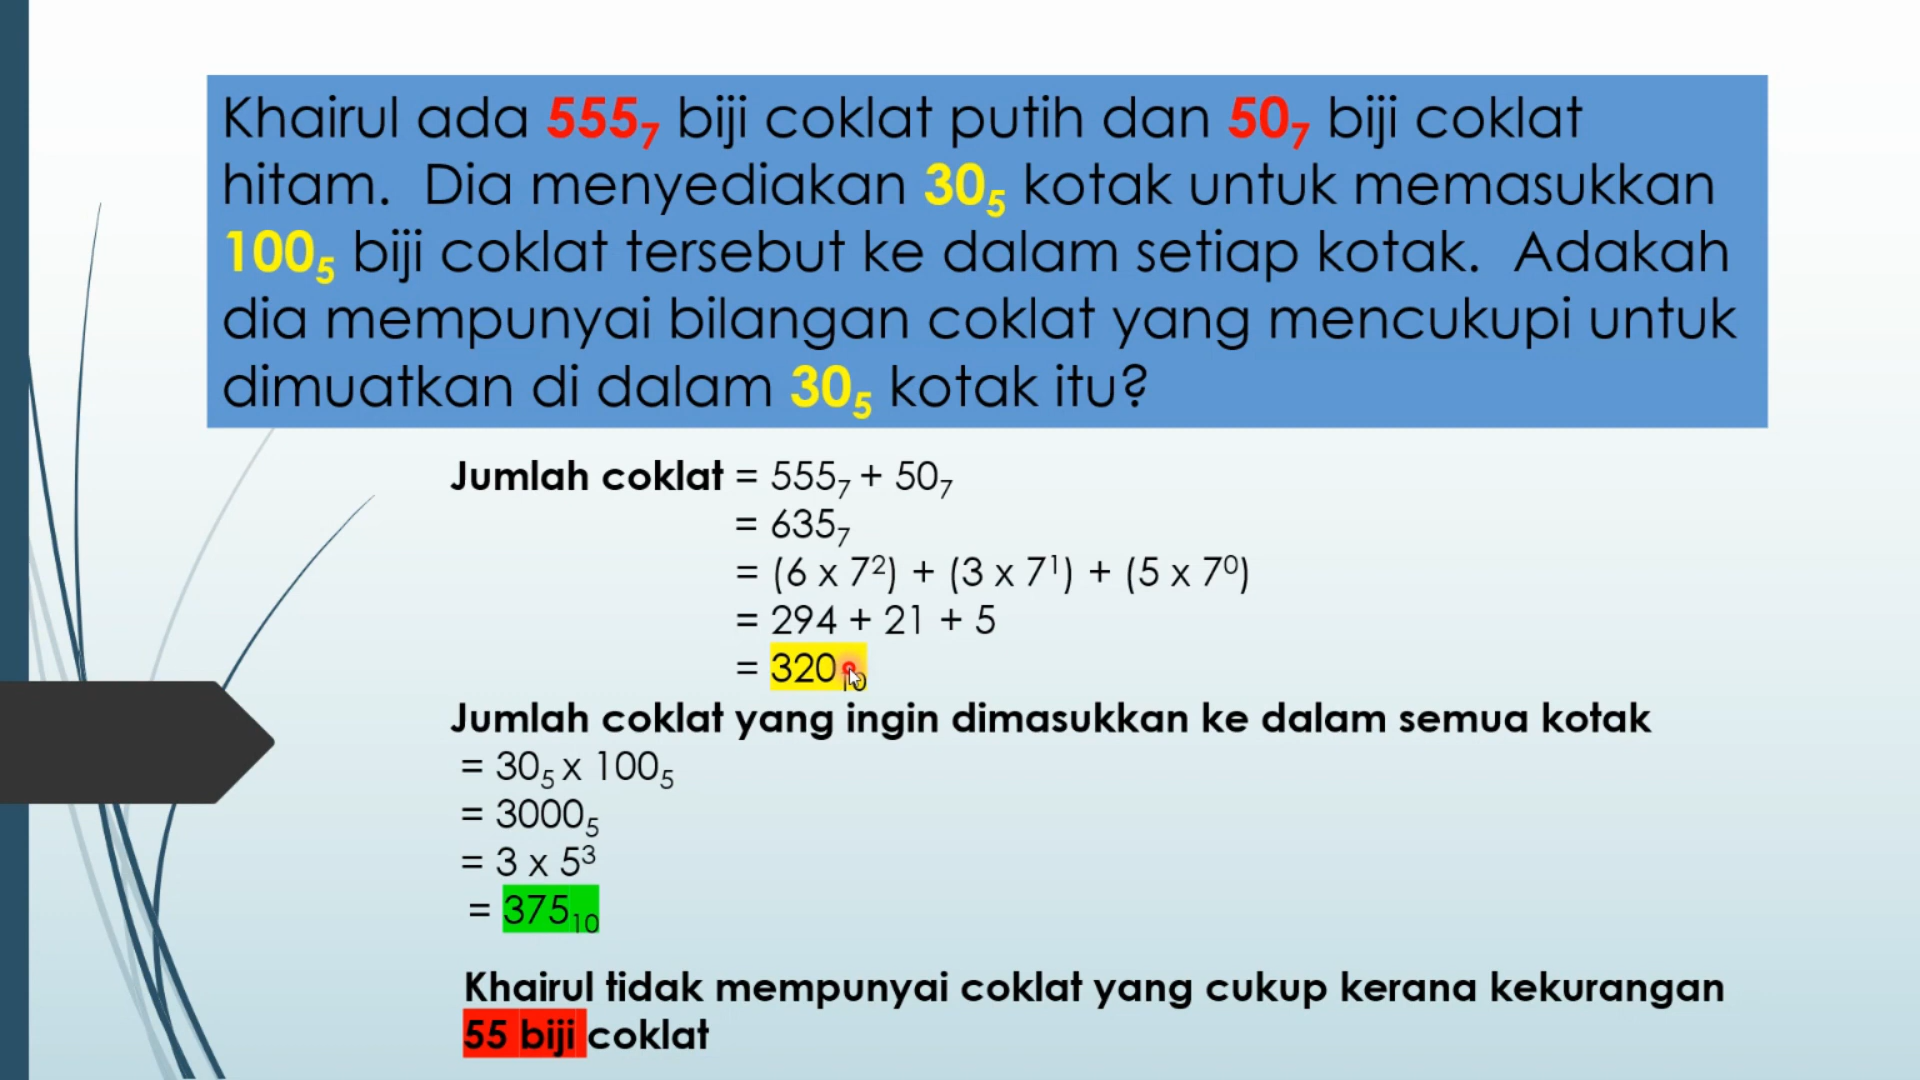 Khairul ada 555₇ biji coklat putih dan 50₇ biji coklat
hitam. Dia menyediakan 30₅ kotak untuk memasukkan
100₅ biji coklat tersebut ke dalam setiap kotak. Adakah
dia mempunyai bilangan coklat yang mencukupi untuk
dimuatkan di dalam 30₅ kotak itu?
Jumlah coklat = 555₇ + 50₇
= 635₇
= (6 x 7²) + (3 x 7¹) + (5 x 7⁰)
= 294 + 21 + 5
= 320₁₀
Jumlah coklat yang ingin dimasukkan ke dalam semua kotak
= 30₅ x 100₅
= 3000₅
= 3 x 5³
= 375₁₀
Khairul tidak mempunyai coklat yang cukup kerana kekurangan
55 biji coklat